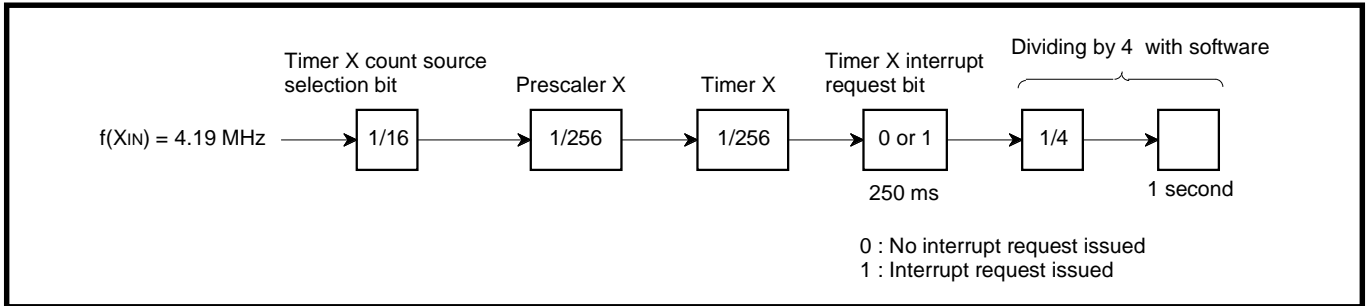 Dividing by 4 with software
Timer X count source
selection bit
Prescaler X
Timer X
Timer X interrupt
request bit
f(XIN) = 4.19 MHz
1/16
1/256
1/256
0 or 1
1/4
250 ms
1 second
0 : No interrupt request issued
1 : Interrupt request issued